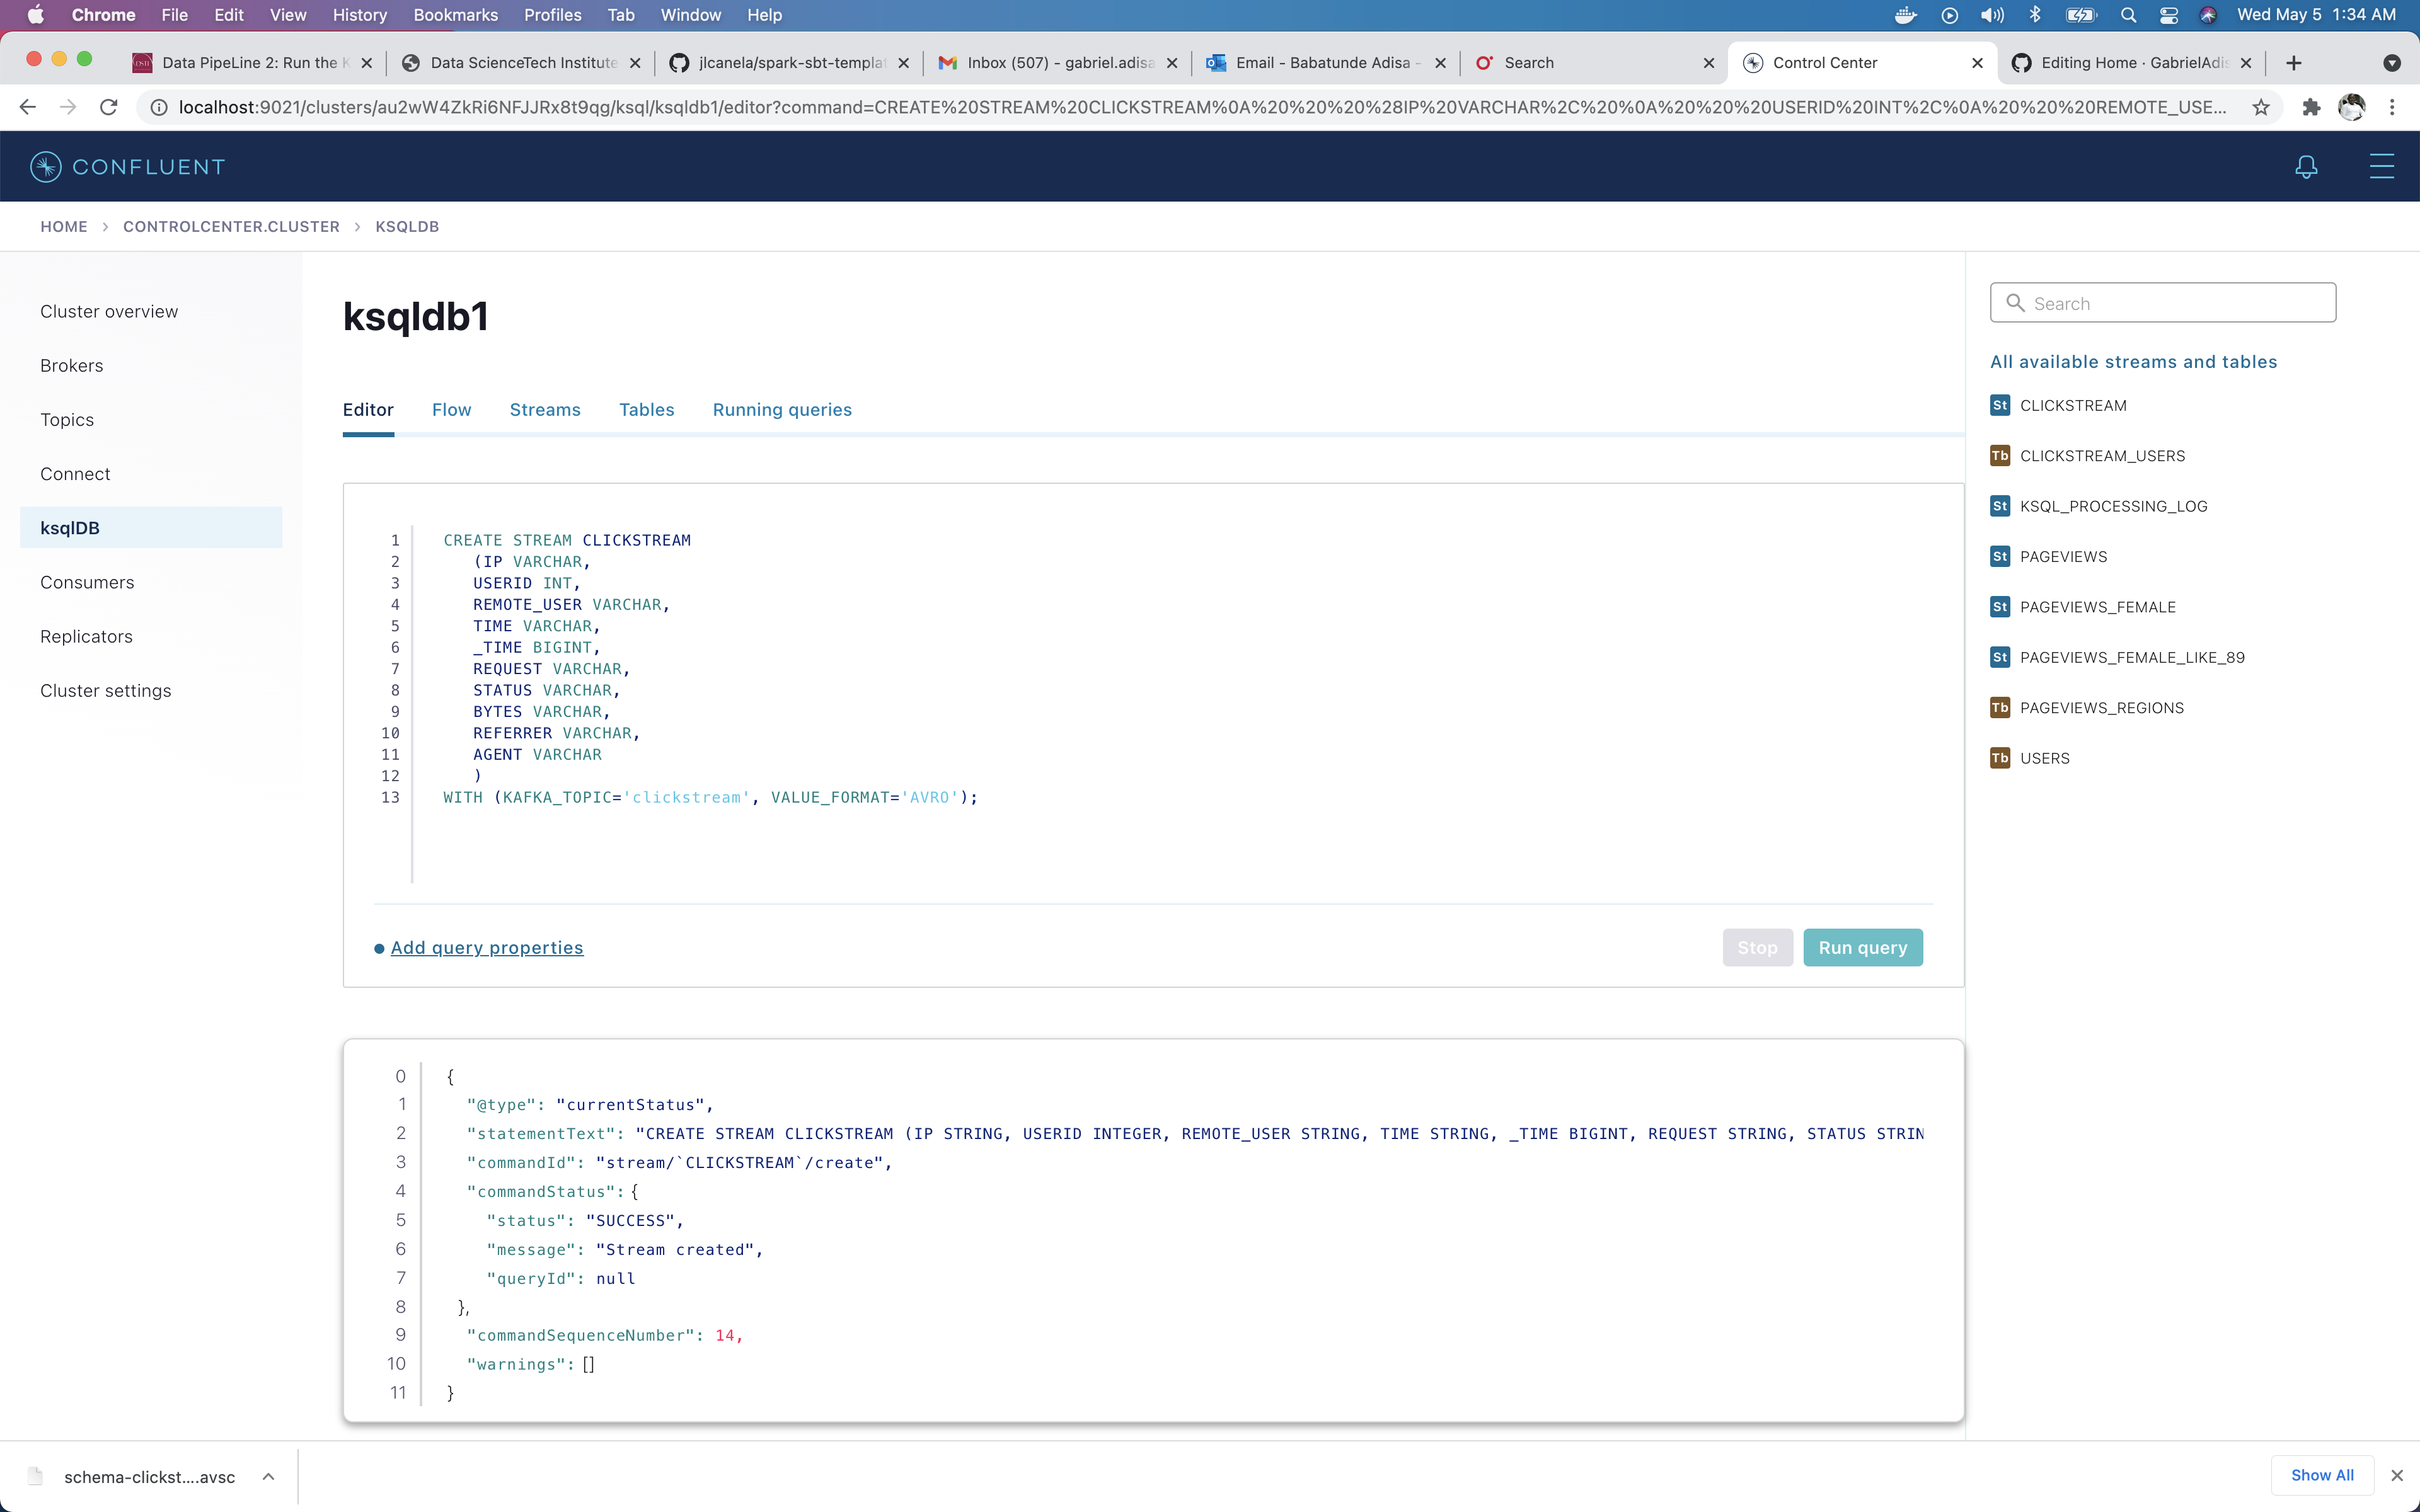 Chrome File Edit View History Bookmarks Profiles Tab Window Help Wed May 5 1:34 AM
Data PipeLine 2: Run the Data ScienceTech Institute jlcanela/spark-sbt-templa Inbox (507) - gabriel.adisa Email - Babatunde Adisa - Search Control Center Editing Home · GabrielAdis
localhost:9021/clusters/au2wW4ZkRi6NFJJRx8t9qg/ksql/ksqldb1/editor?command=CREATE%20STREAM%20CLICKSTREAM%0A%20%20%20%28IP%20VARCHAR%2C%20%0A%20%20%20USERID%20INT%2C%0A%20%20%20REMOTE_USE...
CONFLUENT
HOME > CONTROLCENTER.CLUSTER > KSQLDB
Cluster overview
Brokers
Topics
Connect
ksqlDB
Consumers
Replicators
Cluster settings
ksqldb1
Editor Flow Streams Tables Running queries
1 CREATE STREAM CLICKSTREAM
2 (IP VARCHAR,
3 USERID INT,
4 REMOTE_USER VARCHAR,
5 TIME VARCHAR,
6 _TIME BIGINT,
7 REQUEST VARCHAR,
8 STATUS VARCHAR,
9 BYTES VARCHAR,
10 REFERRER VARCHAR,
11 AGENT VARCHAR
12 )
13 WITH (KAFKA_TOPIC='clickstream', VALUE_FORMAT='AVRO');
Add query properties
Stop Run query
0 {
1 "@type": "currentStatus",
2 "statementText": "CREATE STREAM CLICKSTREAM (IP STRING, USERID INTEGER, REMOTE_USER STRING, TIME STRING, _TIME BIGINT, REQUEST STRING, STATUS STRIN
3 "commandId": "stream/`CLICKSTREAM`/create",
4 "commandStatus": {
5 "status": "SUCCESS",
6 "message": "Stream created",
7 "queryId": null
8 },
9 "commandSequenceNumber": 14,
10 "warnings": []
11 }
Search
All available streams and tables
St CLICKSTREAM
Tb CLICKSTREAM_USERS
St KSQL_PROCESSING_LOG
St PAGEVIEWS
St PAGEVIEWS_FEMALE
St PAGEVIEWS_FEMALE_LIKE_89
Tb PAGEVIEWS_REGIONS
Tb USERS
schema-clickst....avsc
Show All